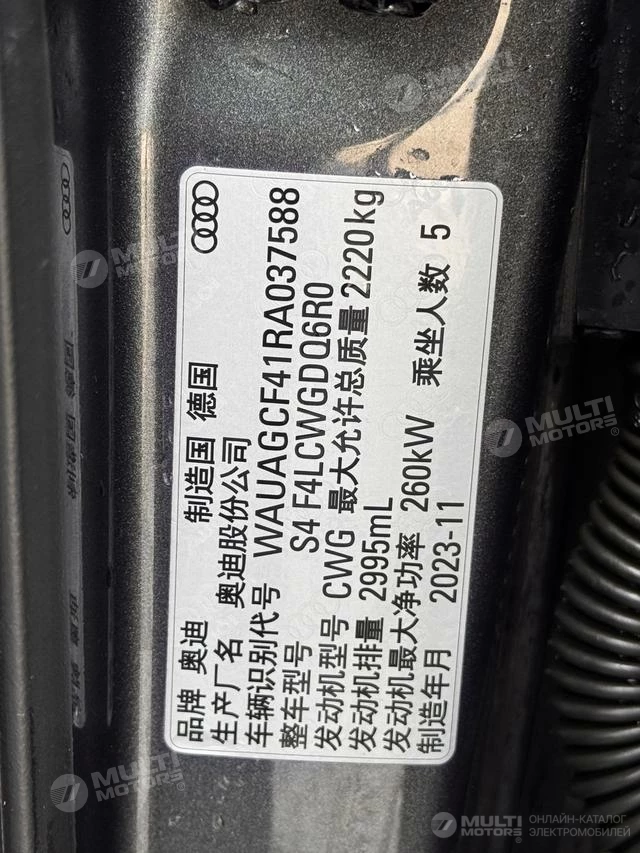 品牌 奥迪 制造国 德国
生产厂名 奥迪股份公司
车辆识别代号 WAUAGCF41RA037588
整车型号 S4 F4LCWGDQ6R0
发动机型号 CWG 最大允许总质量 2220kg
发动机排量 2995mL
发动机最大净功率 260kW 乘坐人数 5
制造年月 2023-11
MULTI MOTORS
MULTI MOTORS
MULTI MOTORS
MULTI MOTORS
MULTI MOTORS ОНЛАЙН-КАТАЛОГ
ЭЛЕКТРОМОБИЛЕЙ